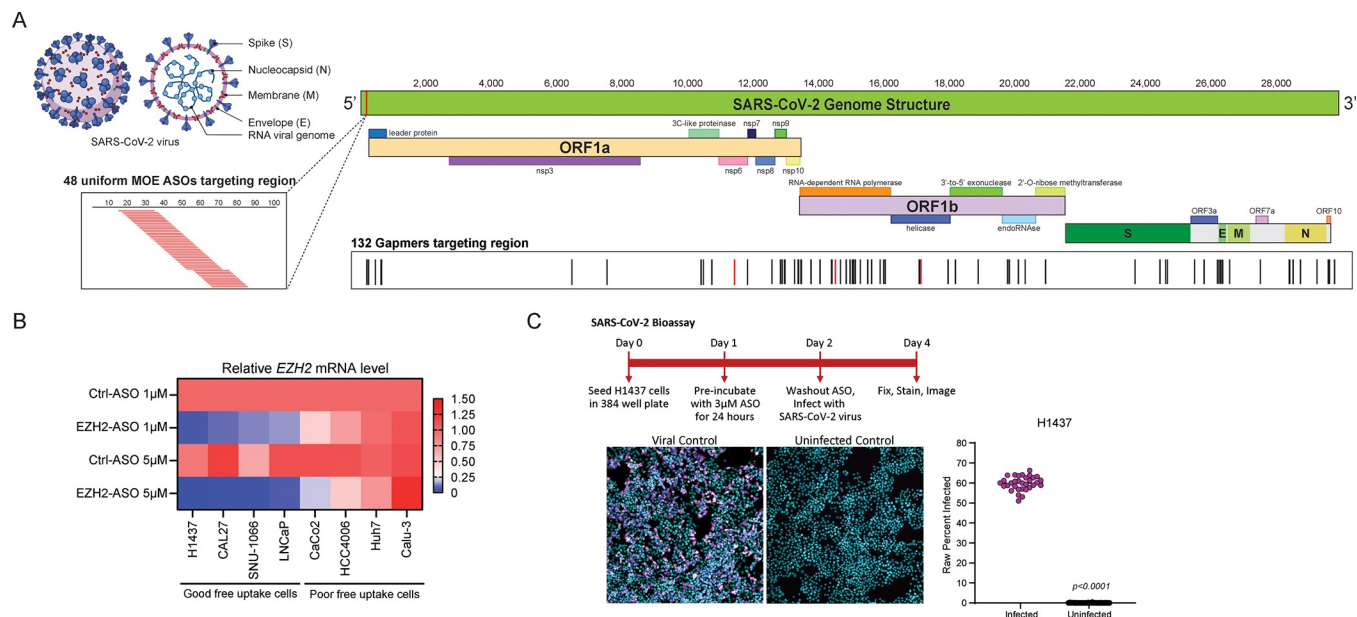 A
Spike (S)
Nucleocapsid (N)
Membrane (M)
Envelope (E)
RNA viral genome
SARS-CoV-2 virus
2,000 4,000 6,000 8,000 10,000 12,000 14,000 16,000 18,000 20,000 22,000 24,000 26,000 28,000
5’ SARS-CoV-2 Genome Structure 3’
leader protein 3C-like proteinase nsp7 nsp9
ORF1a
nsp3 nsp6 nsp8 nsp10
RNA-dependent RNA polymerase 3'-to-5' exonuclease 2'-O-ribose methyltransferase
ORF1b
helicase endoRNAse
ORF3a ORF7a ORF10
S E M N
48 uniform MOE ASOs targeting region
10 20 30 40 50 60 70 80 90 100
132 Gapmers targeting region
B
Relative EZH2 mRNA level
Ctrl-ASO 1μM
EZH2-ASO 1μM
Ctrl-ASO 5μM
EZH2-ASO 5μM
1.50
1.25
1.00
0.75
0.50
0.25
0
H1437
CAL27
SNU-1066
LNCaP
CaCo2
HCC4006
Huh7
Calu-3
Good free uptake cells
Poor free uptake cells
C
SARS-CoV-2 Bioassay
Day 0 Day 1 Day 2 Day 4
Seed H1437 cells
in 384 well plate
Pre-incubate
with 3μM ASO
for 24 hours
Washout ASO,
Infect with
SARS-CoV-2 virus
Fix, Stain, Image
Viral Control
Uninfected Control
H1437
Raw Percent Infected
80
70
60
50
40
30
20
10
0
p<0.0001
Infected Uninfected